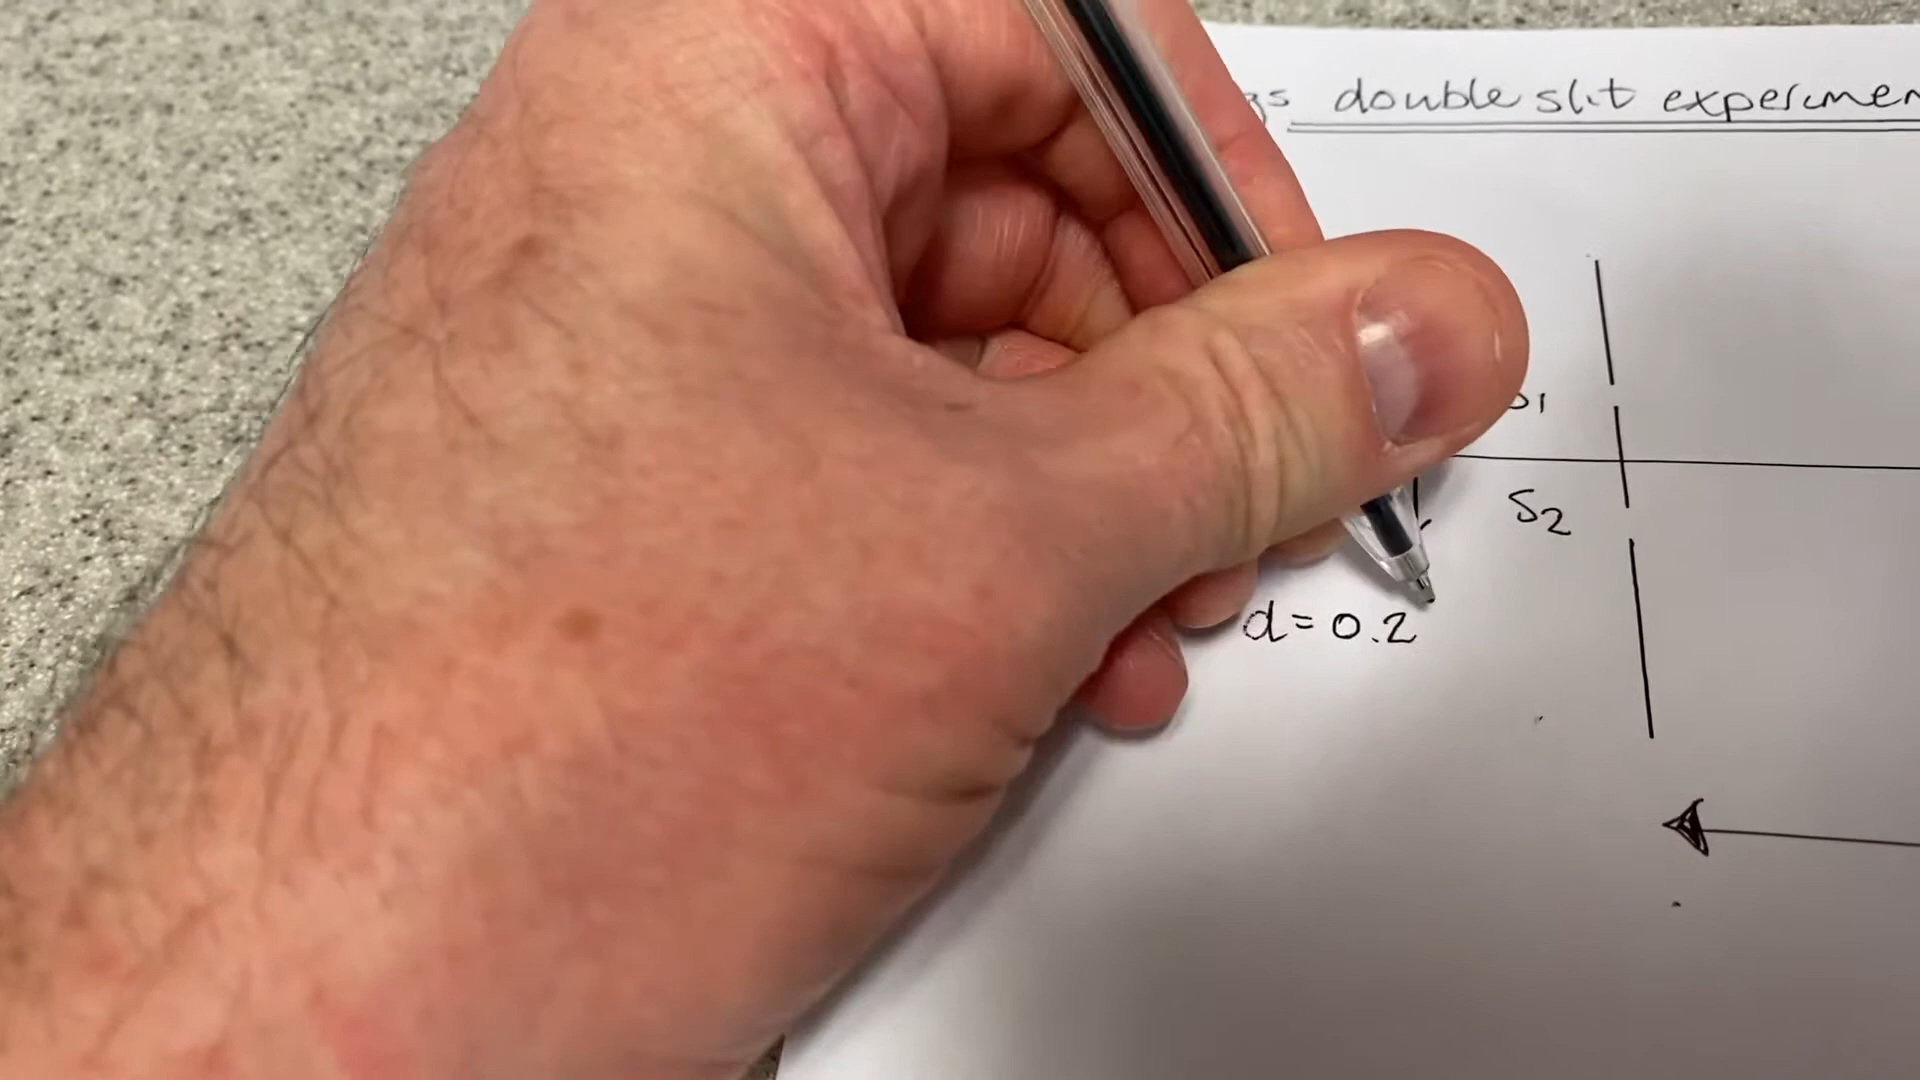 double slit experimen
S2
d = 0.2